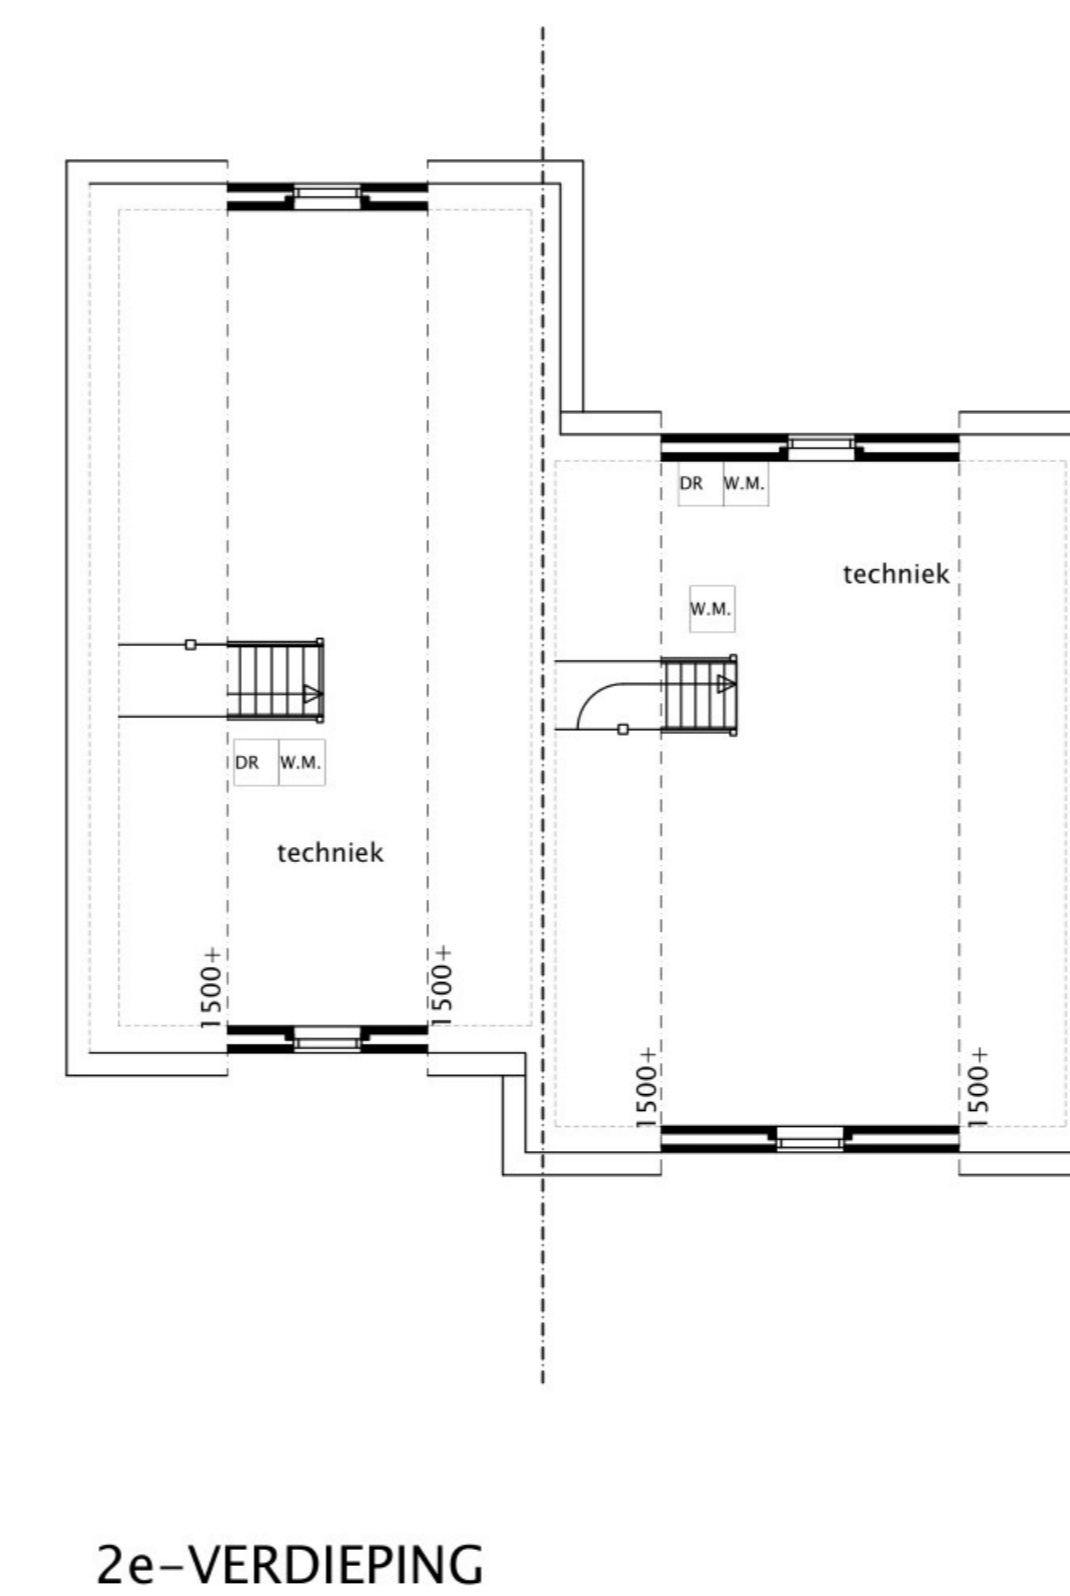 DR W.M.
techniek
W.M.
DR W.M.
techniek
1500+
1500+
1500+
1500+
2e-VERDIEPING